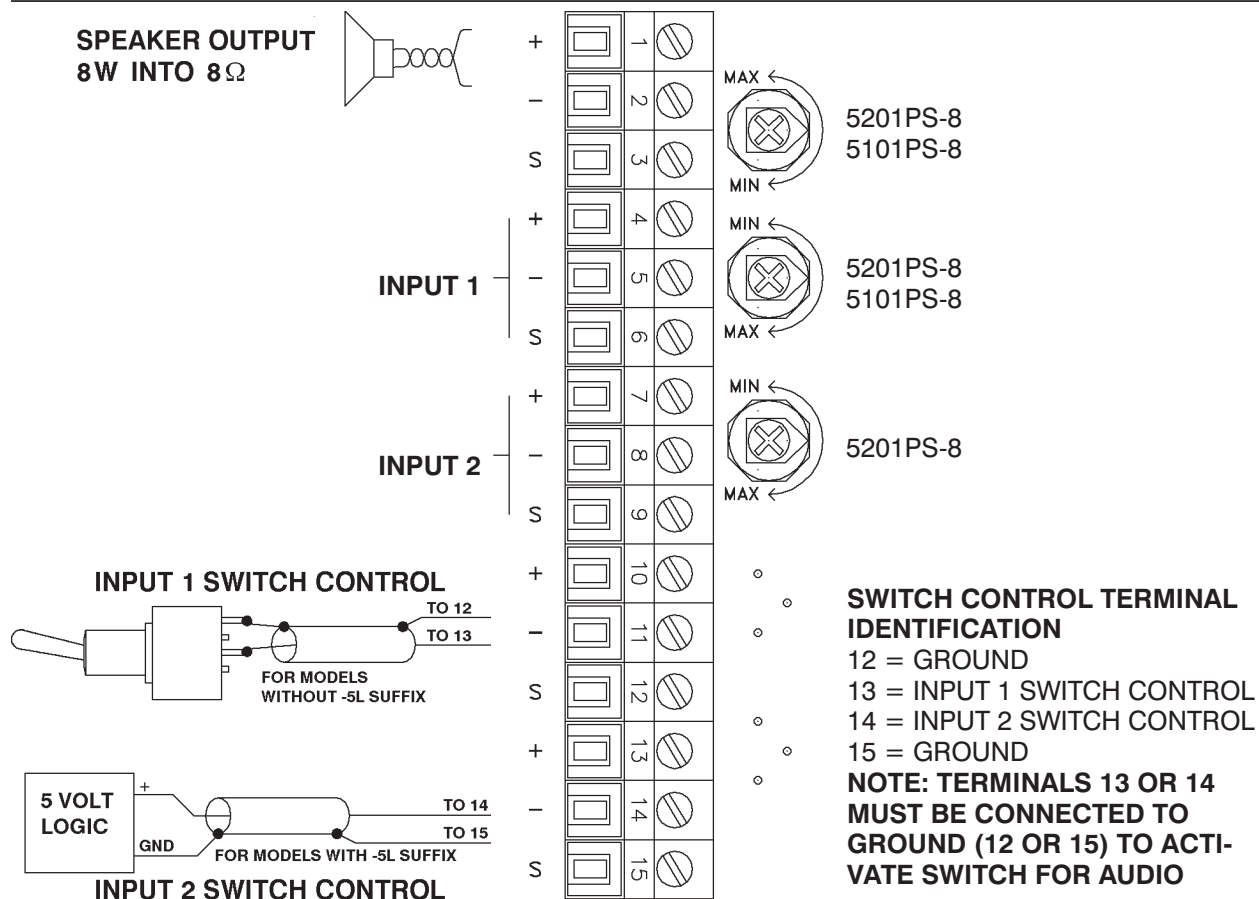 SPEAKER OUTPUT
8W INTO 8Ω
+ 1
− 2
S 3
MAX
MIN
5201PS-8
5101PS-8
INPUT 1
+ 4
− 5
S 6
MIN
MAX
5201PS-8
5101PS-8
INPUT 2
+ 7
− 8
S 9
MIN
MAX
5201PS-8
+ 10
− 11
S 12
+ 13
− 14
S 15
INPUT 1 SWITCH CONTROL
TO 12
TO 13
FOR MODELS
WITHOUT -5L SUFFIX
5 VOLT
LOGIC
+
GND
TO 14
TO 15
FOR MODELS WITH -5L SUFFIX
INPUT 2 SWITCH CONTROL
SWITCH CONTROL TERMINAL
IDENTIFICATION
12 = GROUND
13 = INPUT 1 SWITCH CONTROL
14 = INPUT 2 SWITCH CONTROL
15 = GROUND
NOTE: TERMINALS 13 OR 14
MUST BE CONNECTED TO
GROUND (12 OR 15) TO ACTI-
VATE SWITCH FOR AUDIO